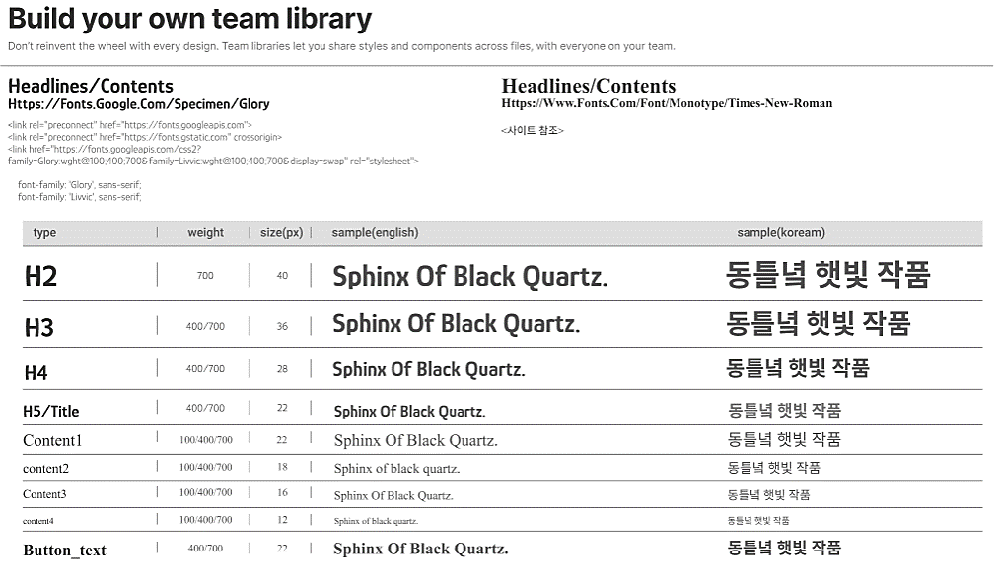 Build your own team library
Don't reinvent the wheel with every design. Team libraries let you share styles and components across files, with everyone on your team.
Headlines/Contents
Https://Fonts.Google.Com/Specimen/Glory
<link rel="preconnect" href="https://fonts.googleapis.com">
<link rel="preconnect" href="https://fonts.gstatic.com" crossorigin>
<link href="https://fonts.googleapis.com/css2?
family=Glory:wght@100;400;700&family=Livvic:wght@100;400;700&display=swap" rel="stylesheet">
font-family: 'Glory', sans-serif;
font-family: 'Livvic', sans-serif;
Headlines/Contents
Https://Www.Fonts.Com/Font/Monotype/Times-New-Roman
<사이트 참조>
type | weight | size(px) | sample(english) sample(koream)
H2 | 700 | 40 | Sphinx Of Black Quartz. 동틀녘 햇빛 작품
H3 | 400/700 | 36 | Sphinx Of Black Quartz. 동틀녘 햇빛 작품
H4 | 400/700 | 28 | Sphinx Of Black Quartz. 동틀녘 햇빛 작품
H5/Title | 400/700 | 22 | Sphinx Of Black Quartz. 동틀녘 햇빛 작품
Content1 | 100/400/700 | 22 | Sphinx Of Black Quartz. 동틀녘 햇빛 작품
content2 | 100/400/700 | 18 | Sphinx of black quartz. 동틀녘 햇빛 작품
Content3 | 100/400/700 | 16 | Sphinx Of Black Quartz. 동틀녘 햇빛 작품
content4 | 100/400/700 | 12 | Sphinx of black quartz. 동틀녘 햇빛 작품
Button_text | 400/700 | 22 | Sphinx Of Black Quartz. 동틀녘 햇빛 작품